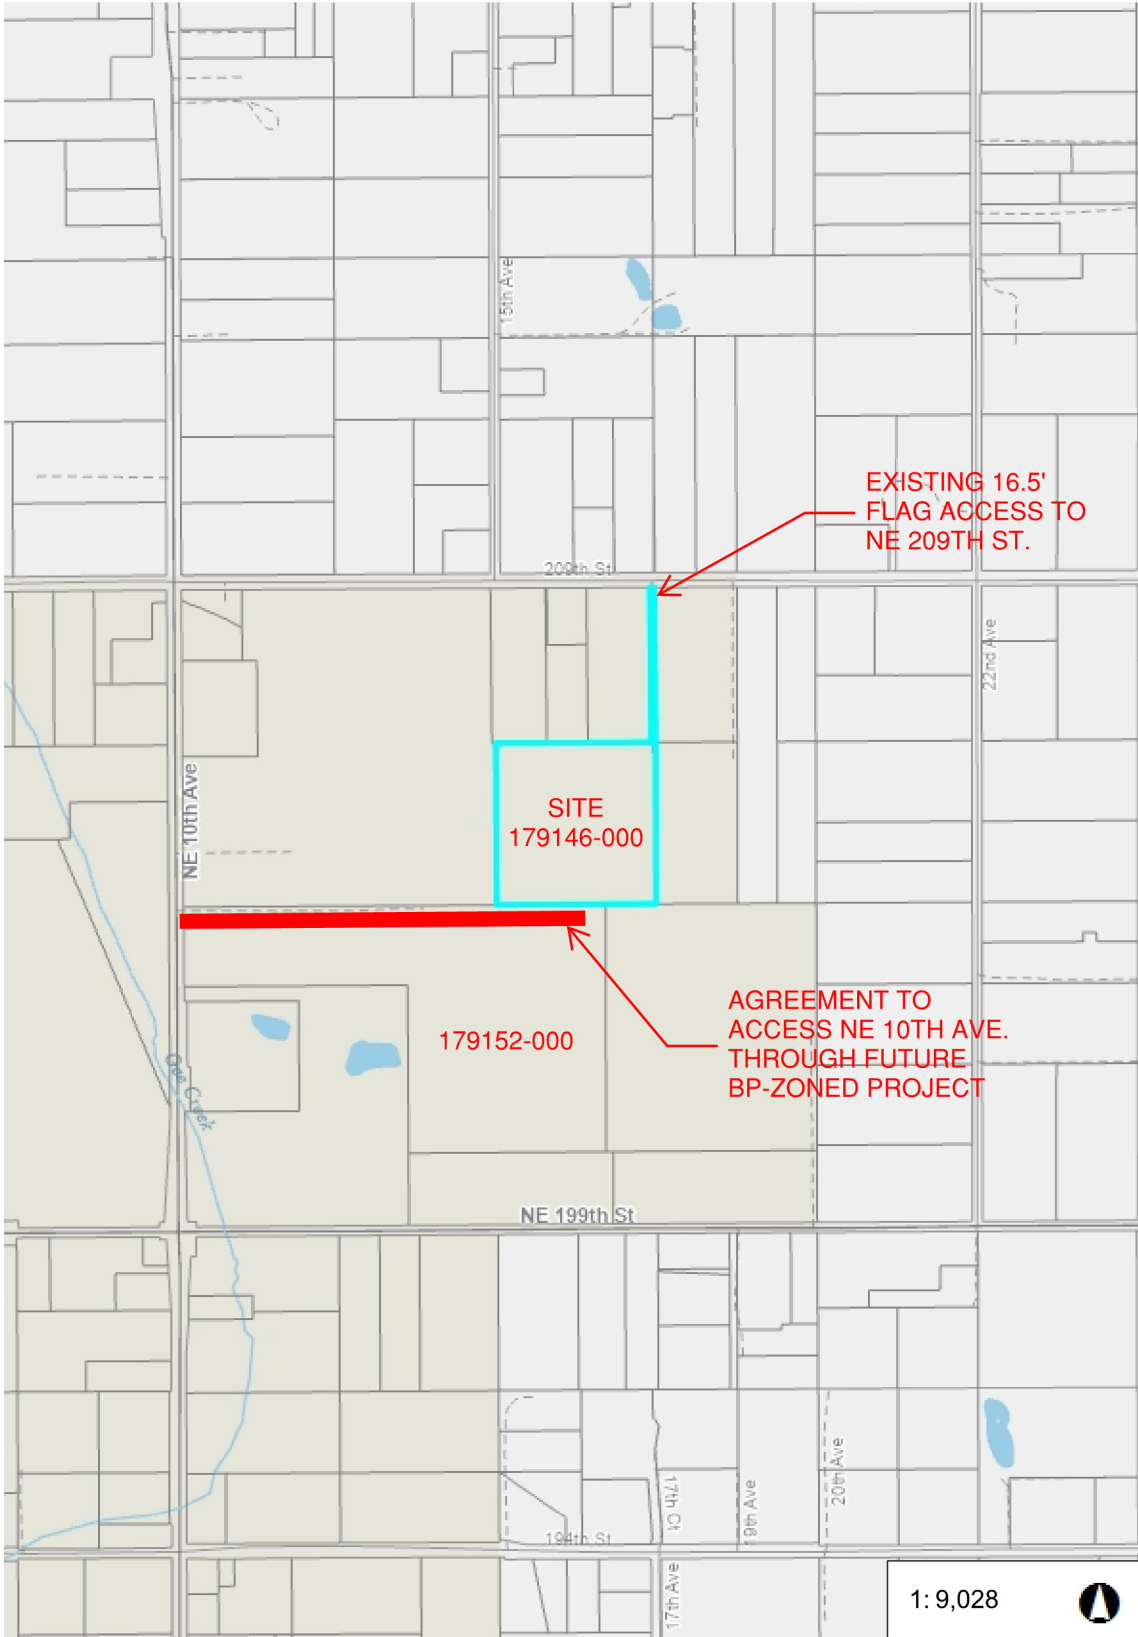 15th Ave
EXISTING 16.5'
FLAG ACCESS TO
NE 209TH ST.
209th St
22nd Ave
NE 10th Ave
SITE
179146-000
AGREEMENT TO
ACCESS NE 10TH AVE.
THROUGH FUTURE
BP-ZONED PROJECT
179152-000
Gee Creek
NE 199th St
17th Ct
19th Ave
20th Ave
194th St
17th Ave
1: 9,028